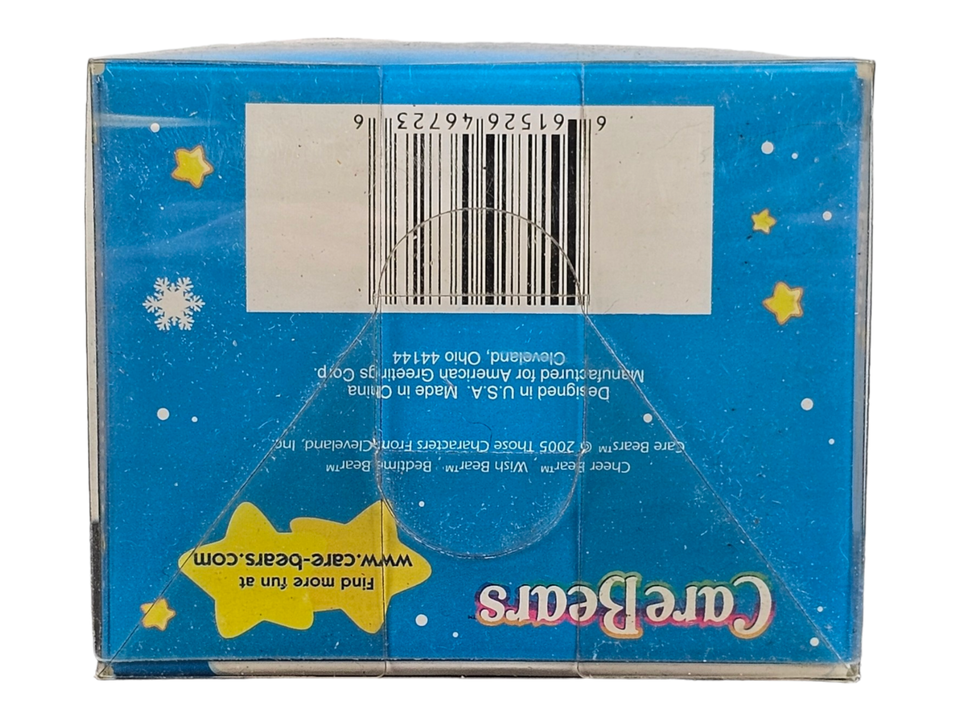 Care Bears
Find more fun at
www.care-bears.com
Cheer Bear™ Wish Bear™ Bedtime Bear™
Care Bears™ © 2005 Those Characters From Cleveland, Inc.
Designed in U.S.A. Made in China
Manufactured for American Greetings Corp.
Cleveland, Ohio 44144
6 61526 46723 6